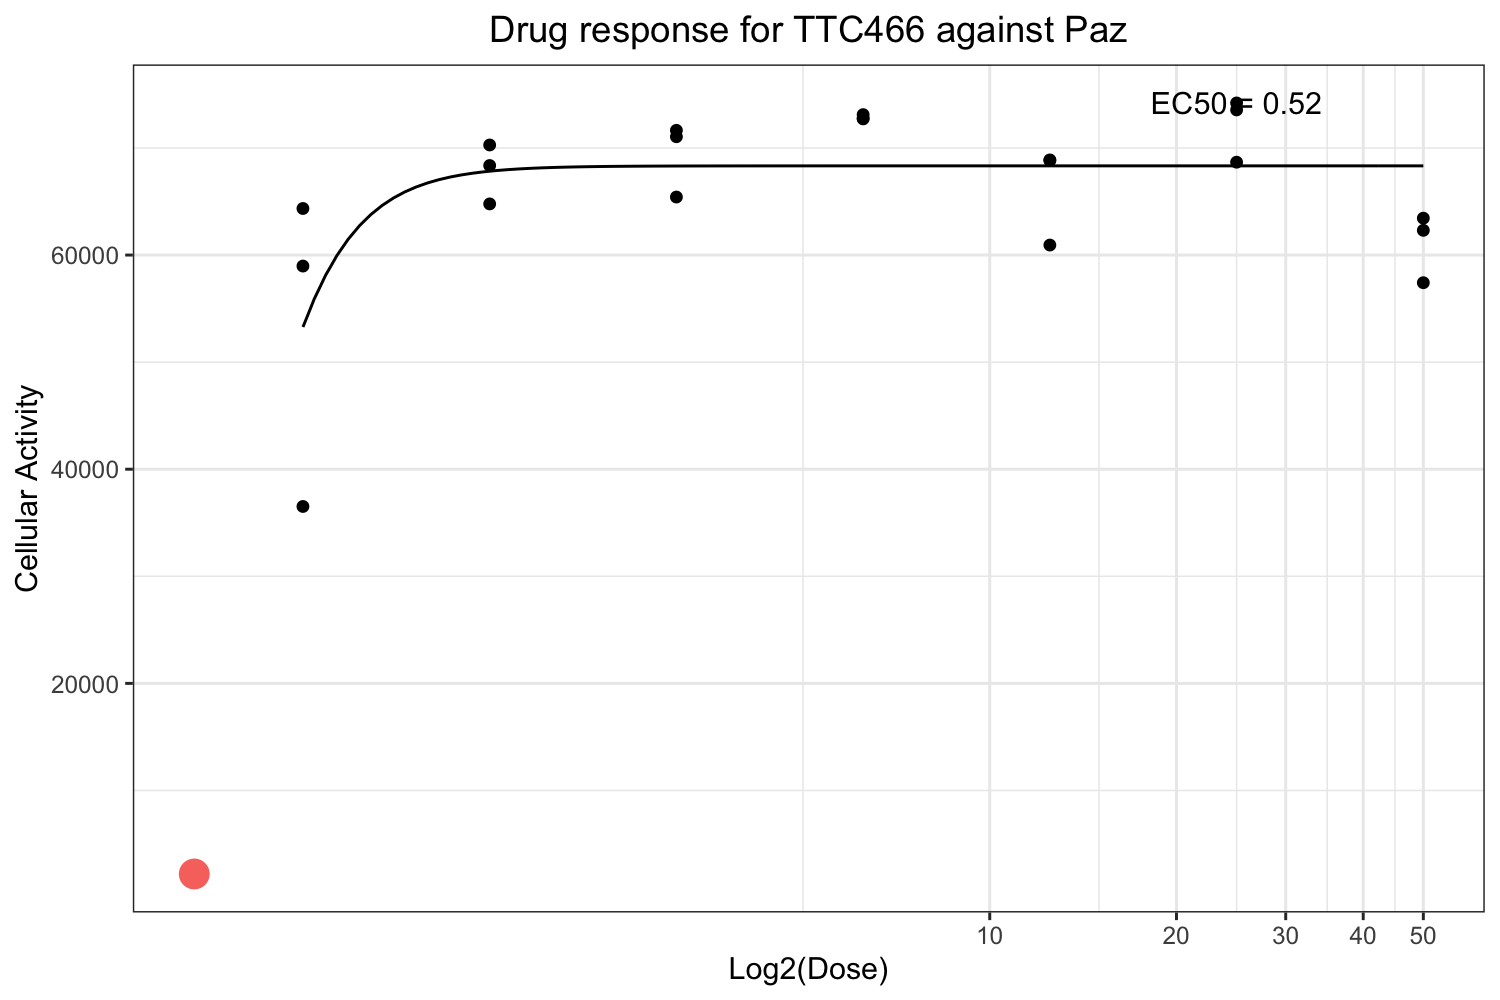 Drug response for TTC466 against Paz
EC50 = 0.52
60000
40000
20000
Cellular Activity
10 20 30 40 50
Log2(Dose)